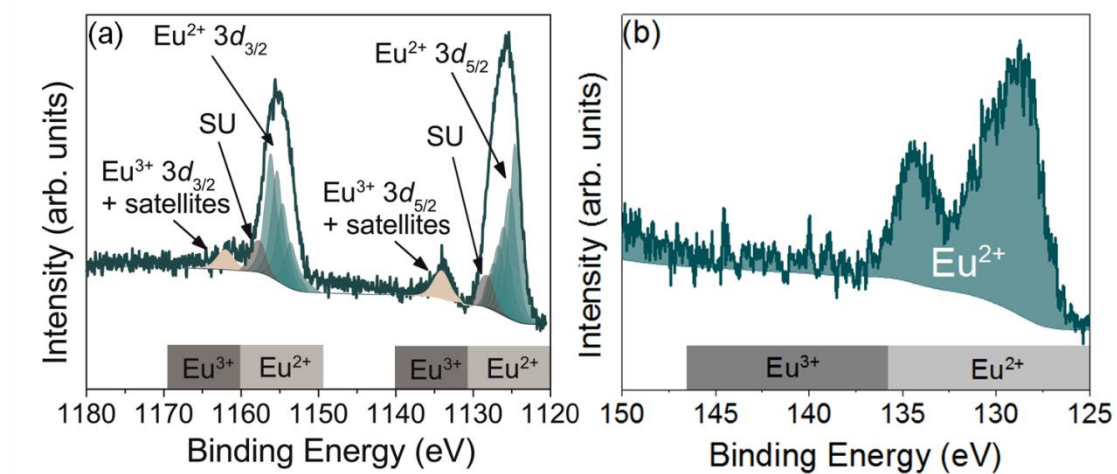 (a)
Eu²⁺ 3d₃/₂
Eu²⁺ 3d₅/₂
SU
SU
Eu³⁺ 3d₃/₂
+ satellites
Eu³⁺ 3d₅/₂
+ satellites
Eu³⁺ Eu²⁺ Eu³⁺ Eu²⁺
1180 1170 1160 1150 1140 1130 1120
Binding Energy (eV)
Intensity (arb. units)
(b)
Eu²⁺
Eu³⁺ Eu²⁺
150 145 140 135 130 125
Binding Energy (eV)
Intensity (arb. units)